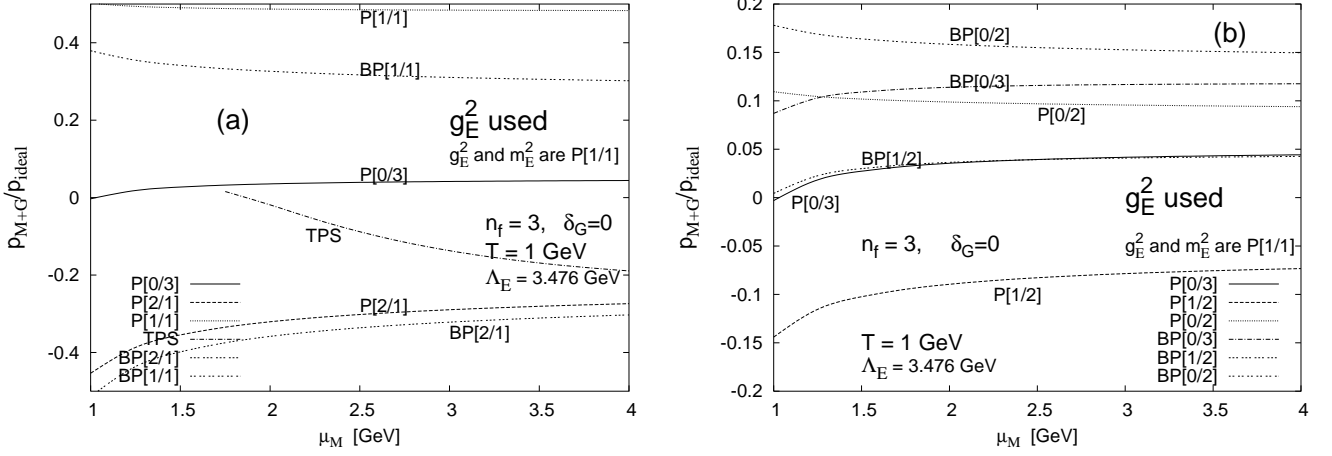 P[1/1]
BP[1/1]
(a)
g_E^2 used
g_E^2 and m_E^2 are P[1/1]
P[0/3]
TPS
n_f = 3, δ_G=0
T = 1 GeV
Λ_E = 3.476 GeV
P[2/1]
BP[2/1]
P[0/3]
P[2/1]
P[1/1]
TPS
BP[2/1]
BP[1/1]
0.4
0.2
0
-0.2
-0.4
p_{M+G}/p_{ideal}
1
1.5
2
2.5
3
3.5
4
μ_M [GeV]
BP[0/2]
(b)
BP[0/3]
P[0/2]
BP[1/2]
P[0/3]
g_E^2 used
n_f = 3, δ_G=0
g_E^2 and m_E^2 are P[1/1]
P[1/2]
T = 1 GeV
Λ_E = 3.476 GeV
P[0/3]
P[1/2]
P[0/2]
BP[0/3]
BP[1/2]
BP[0/2]
0.2
0.15
0.1
0.05
0
-0.05
-0.1
-0.15
-0.2
p_{M+G}/p_{ideal}
1
1.5
2
2.5
3
3.5
4
μ_M [GeV]